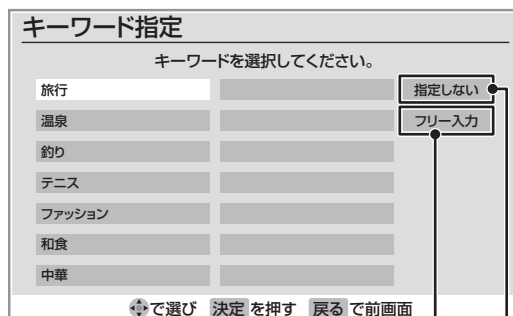 キーワード指定
キーワードを選択してください。
旅行
指定しない
温泉
フリー入力
釣り
テニス
ファッション
和食
中華
で選び 決定 を押す 戻る で前画面